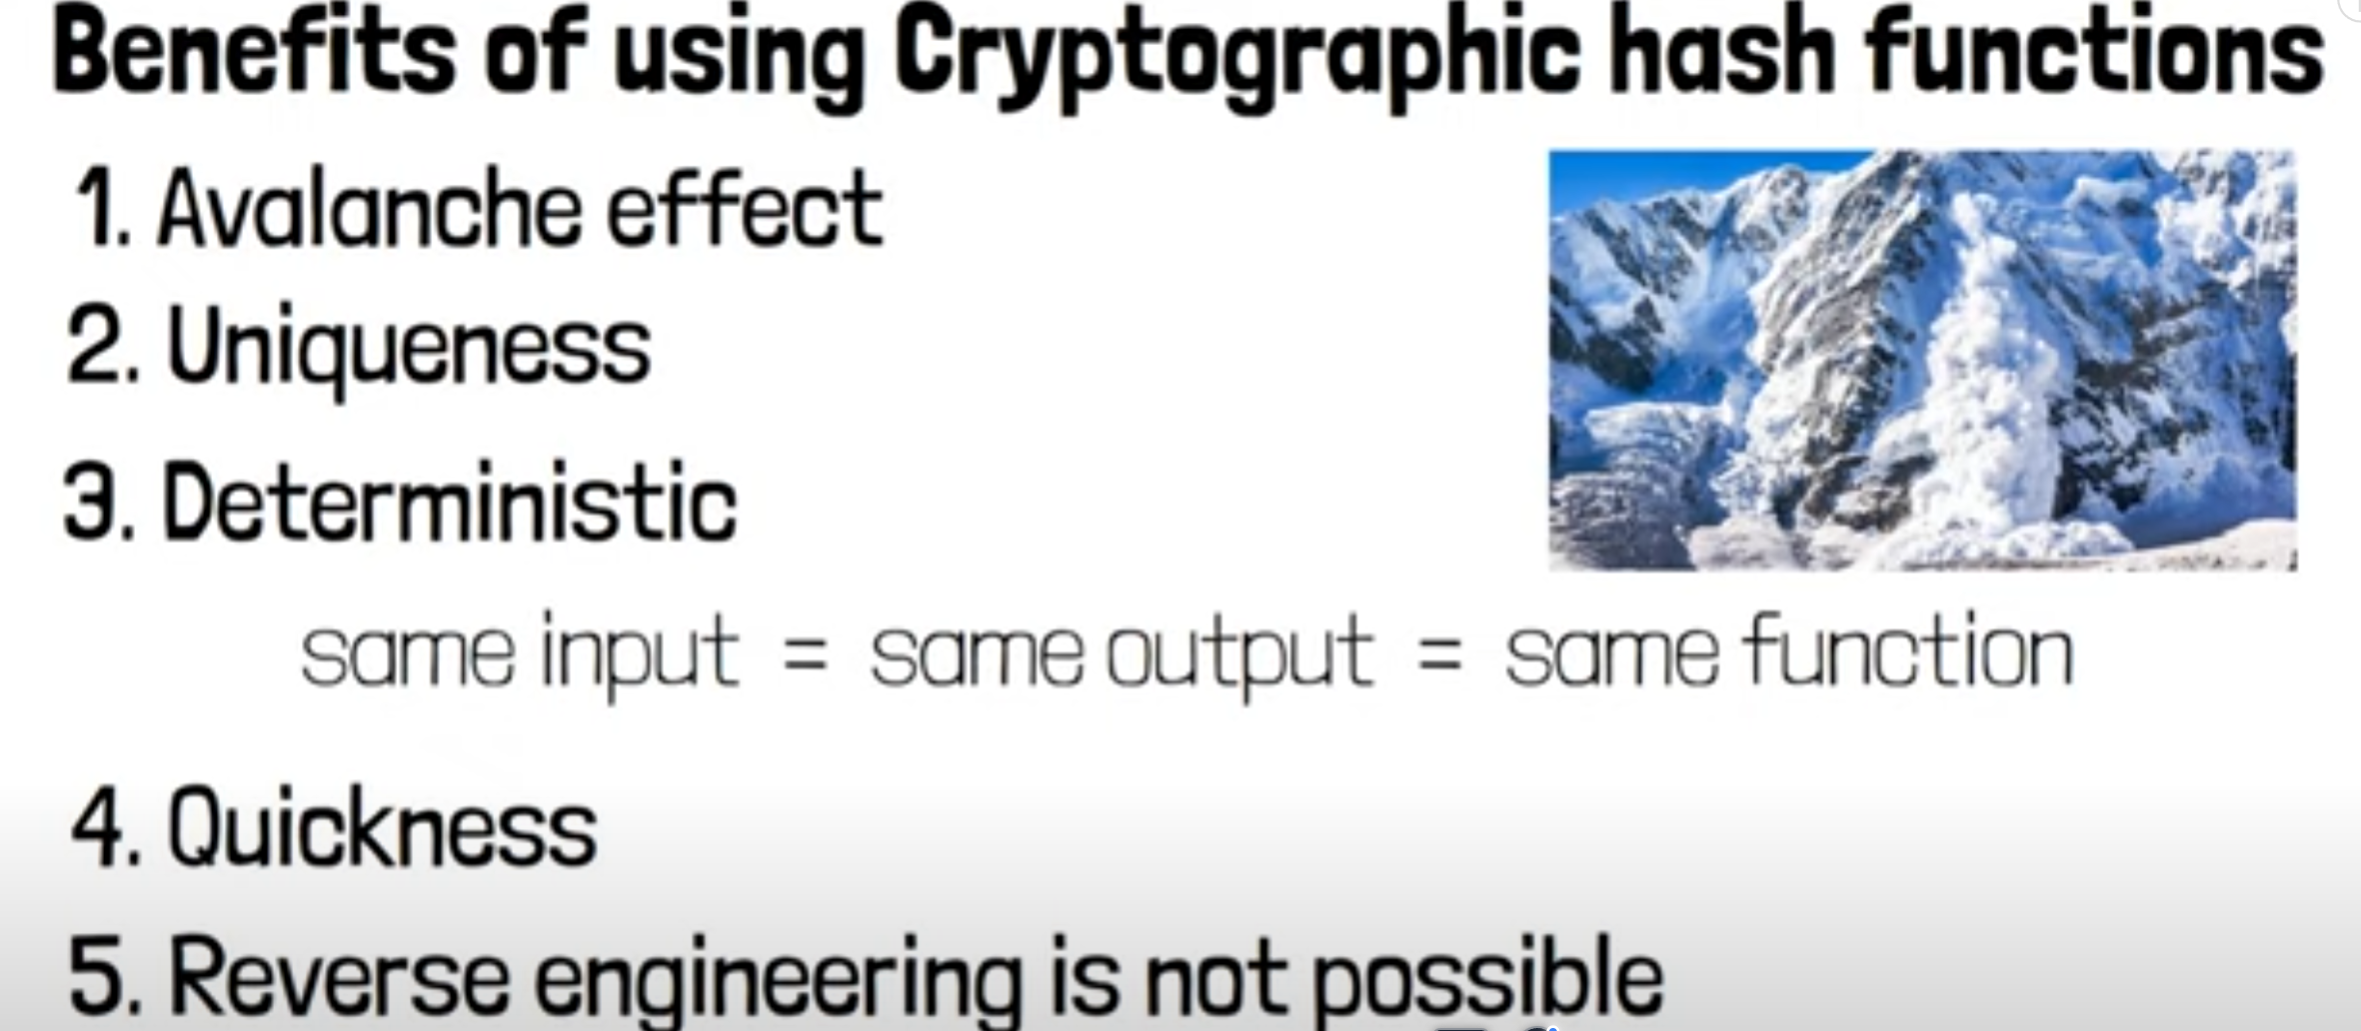 Benefits of using Cryptographic hash functions
1. Avalanche effect
2. Uniqueness
3. Deterministic
same input = same output = same function
4. Quickness
5. Reverse engineering is not possible